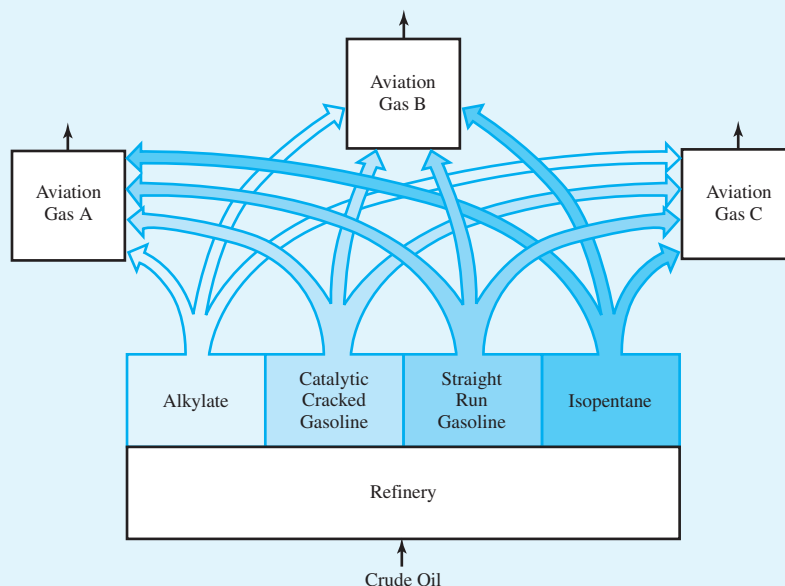 Aviation
Gas B
Aviation
Gas A
Aviation
Gas C
Alkylate
Catalytic
Cracked
Gasoline
Straight
Run
Gasoline
Isopentane
Refinery
Crude Oil